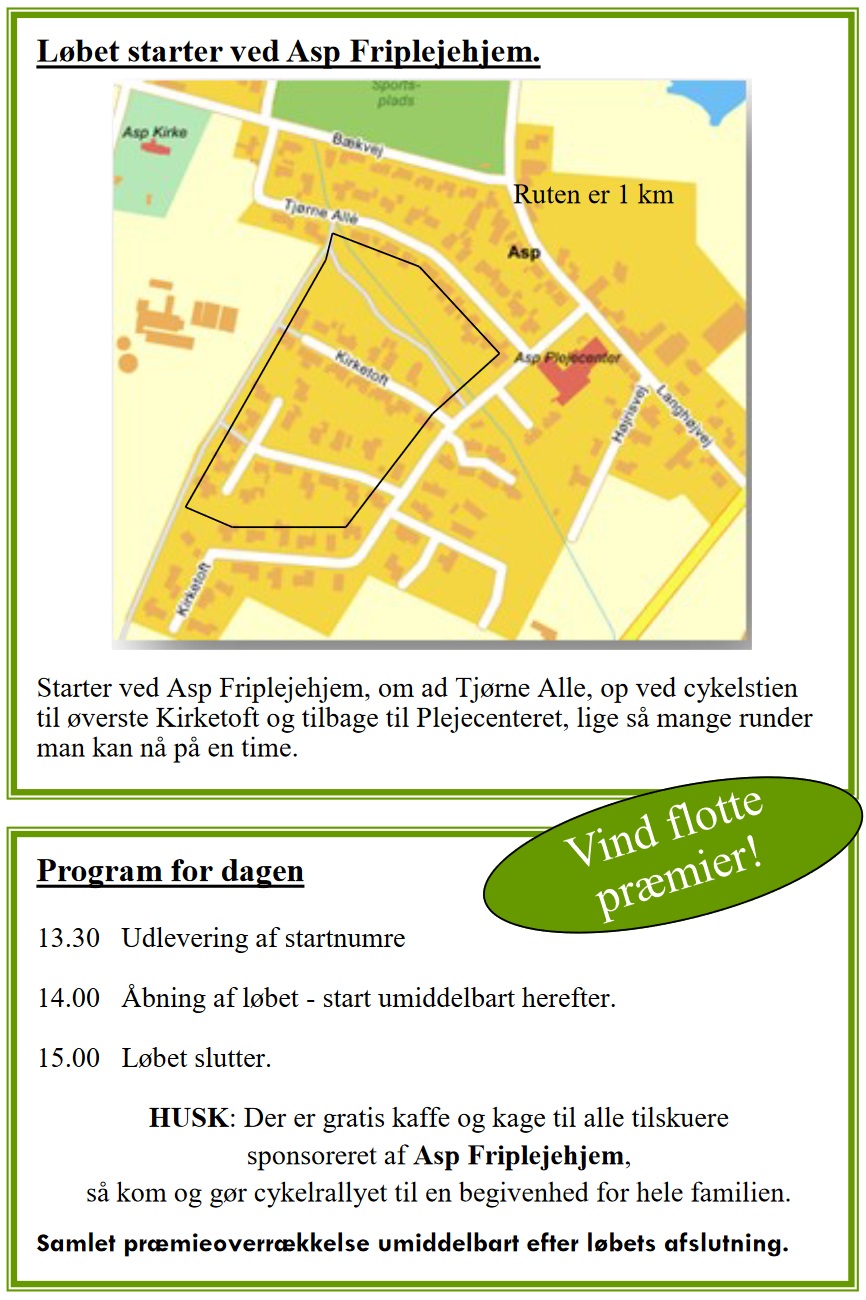 Løbet starter ved Asp Friplejehjem.
Sports-
plads
Asp Kirke
Bækvej
Ruten er 1 km
Tjørne Alle
Asp
Asp Plejecenter
Kirketoft
Højrisvej
Langhøjvej
Kirketoft
Starter ved Asp Friplejehjem, om ad Tjørne Alle, op ved cykelstien
til øverste Kirketoft og tilbage til Plejecenteret, lige så mange runder
man kan nå på en time.
Vind flotte
præmier!
Program for dagen
13.30 Udlevering af startnumre
14.00 Åbning af løbet - start umiddelbart herefter.
15.00 Løbet slutter.
HUSK: Der er gratis kaffe og kage til alle tilskuere
sponsoreret af Asp Friplejehjem,
så kom og gør cykelrallyet til en begivenhed for hele familien.
Samlet præmieoverrækkelse umiddelbart efter løbets afslutning.